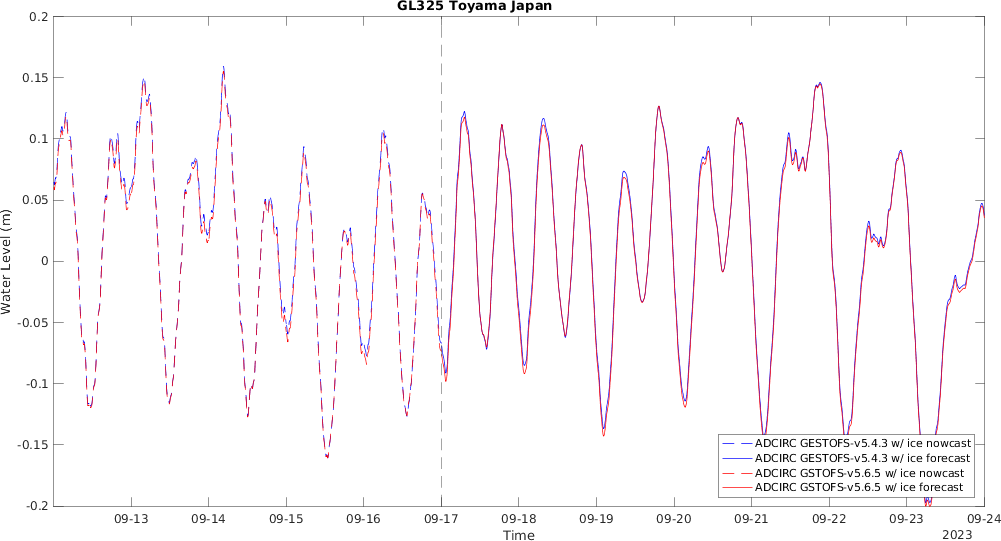 GL325 Toyama Japan
0.2
0.15
0.1
0.05
0
-0.05
-0.1
-0.15
-0.2
Water Level (m)
ADCIRC GESTOFS-v5.4.3 w/ ice nowcast
ADCIRC GESTOFS-v5.4.3 w/ ice forecast
ADCIRC GSTOFS-v5.6.5 w/ ice nowcast
ADCIRC GSTOFS-v5.6.5 w/ ice forecast
09-13 09-14 09-15 09-16 09-17 09-18 09-19 09-20 09-21 09-22 09-23 09-24
Time
2023